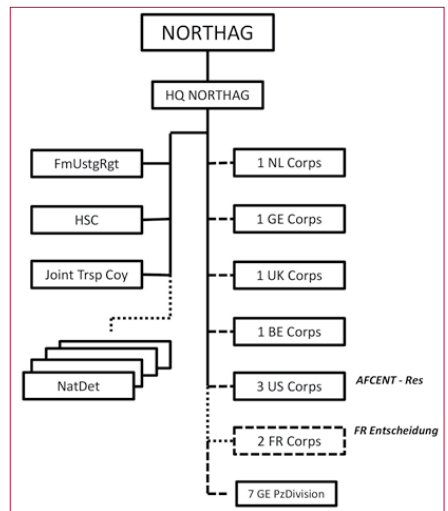 NORTHAG
HQ NORTHAG
FmUstgRgt
1 NL Corps
HSC
1 GE Corps
Joint Trsp Coy
1 UK Corps
1 BE Corps
NatDet
3 US Corps
AFCENT - Res
FR Entscheidung
2 FR Corps
7 GE PzDivision